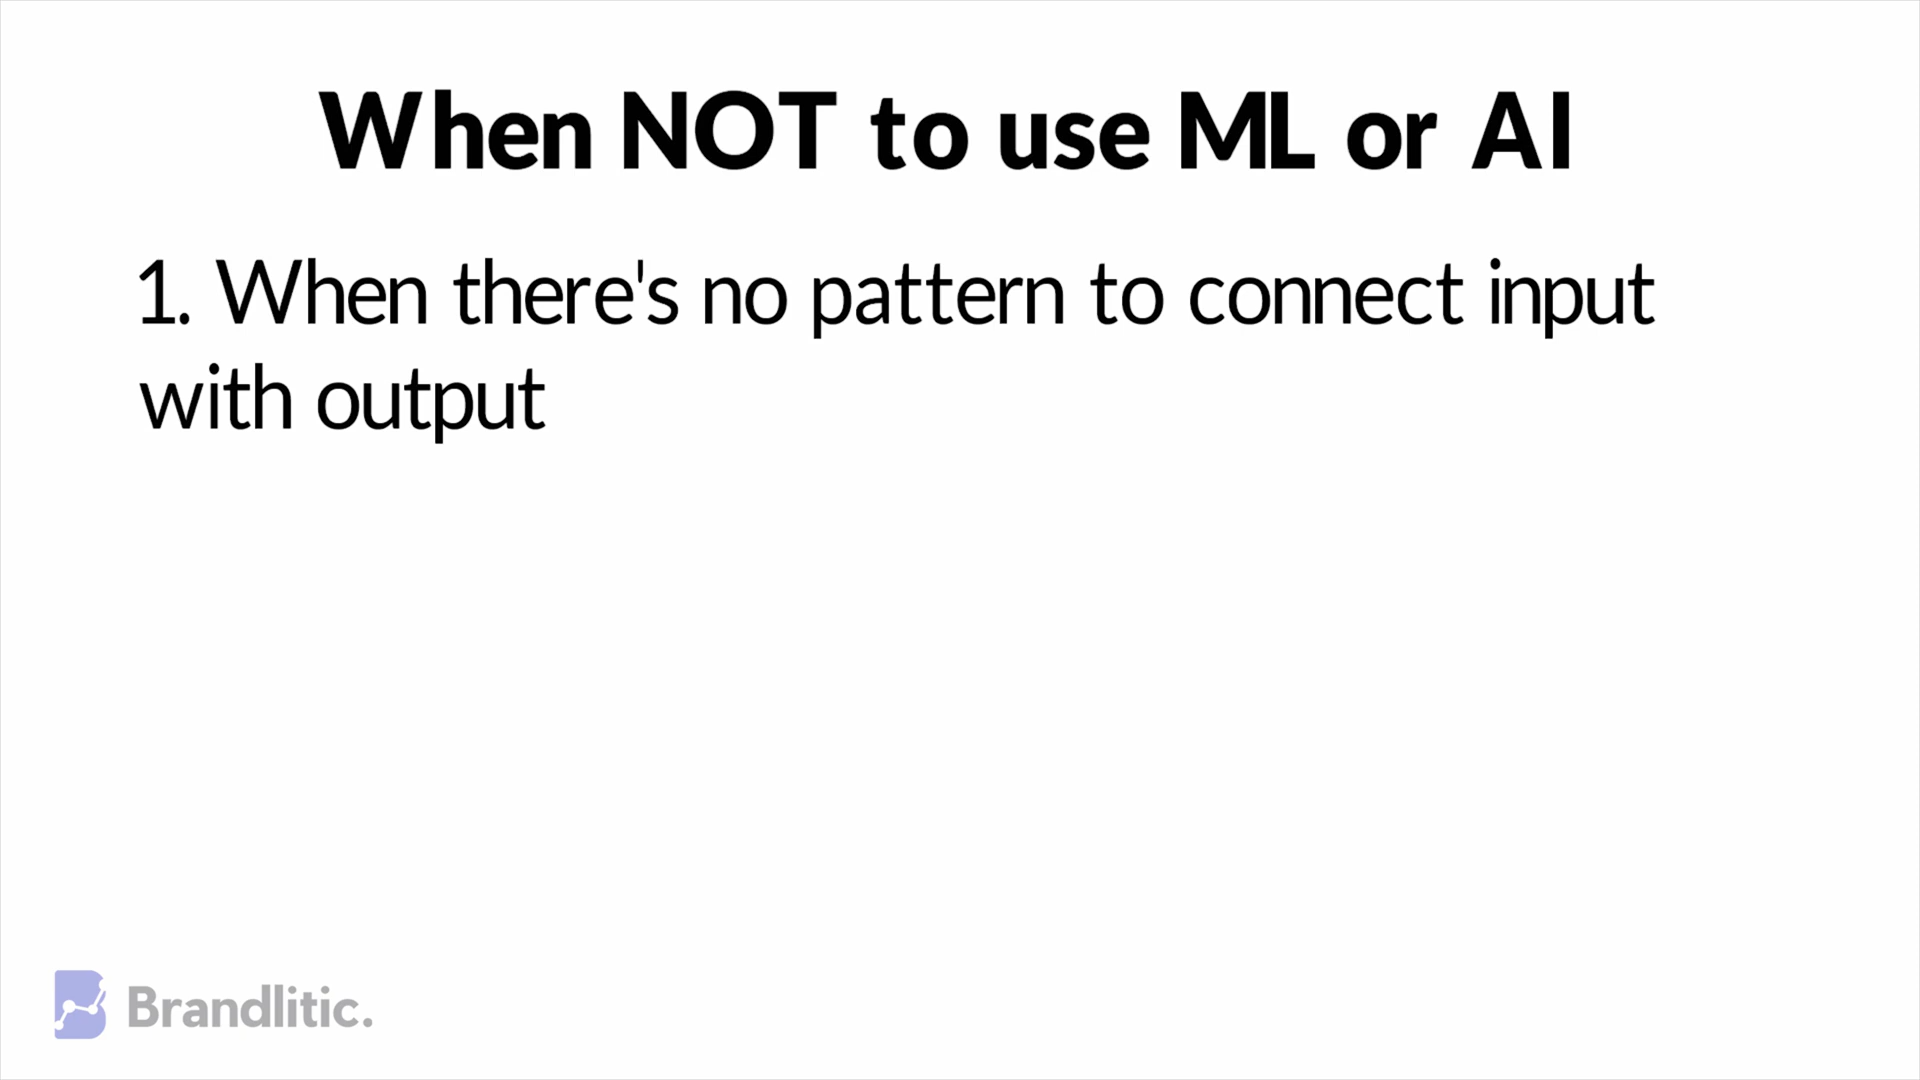 When NOT to use ML or AI
1. When there's no pattern to connect input
with output
Brandlitic.